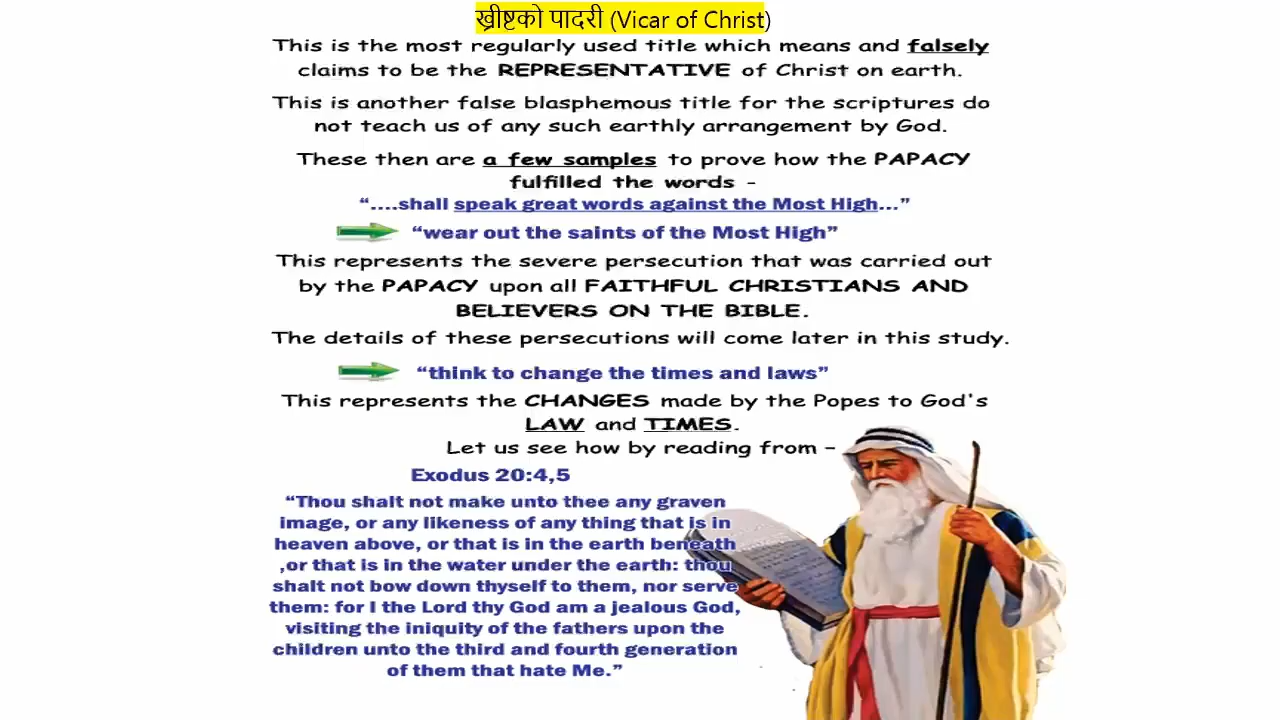 ख्रीष्टको पादरी (Vicar of Christ)
This is the most regularly used title which means and falsely
claims to be the REPRESENTATIVE of Christ on earth.
This is another false blasphemous title for the scriptures do
not teach us of any such earthly arrangement by God.
These then are a few samples to prove how the PAPACY
fulfilled the words -
“....shall speak great words against the Most High...”
“wear out the saints of the Most High”
This represents the severe persecution that was carried out
by the PAPACY upon all FAITHFUL CHRISTIANS AND
BELIEVERS ON THE BIBLE.
The details of these persecutions will come later in this study.
“think to change the times and laws”
This represents the CHANGES made by the Popes to God's
LAW and TIMES.
Let us see how by reading from –
Exodus 20:4,5
“Thou shalt not make unto thee any graven
image, or any likeness of any thing that is in
heaven above, or that is in the earth beneath
,or that is in the water under the earth: thou
shalt not bow down thyself to them, nor serve
them: for I the Lord thy God am a jealous God,
visiting the iniquity of the fathers upon the
children unto the third and fourth generation
of them that hate Me.”